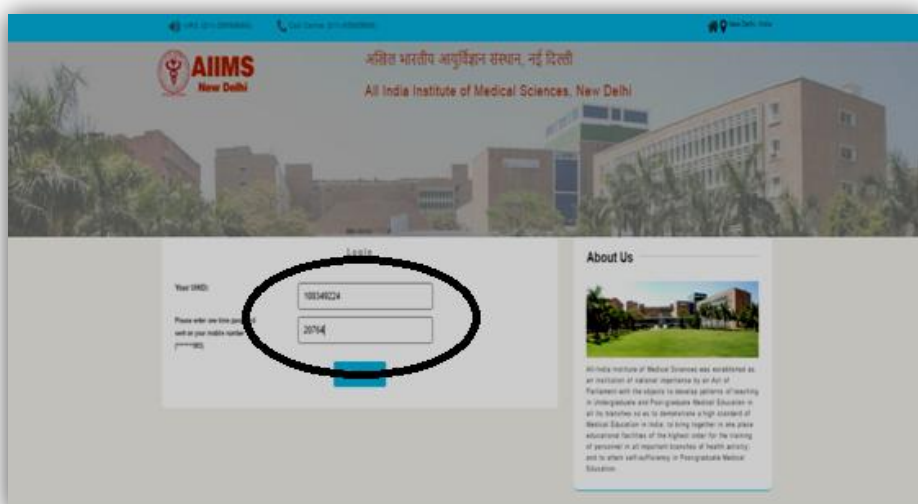 AIIMS
New Delhi
अखिल भारतीय आयुर्विज्ञान संस्थान, नई दिल्ली
All India Institute of Medical Sciences, New Delhi
New Delhi, India
Login
Your UHID:
20764
Please enter one time
sent on your mobile number
About Us
All India Institute of Medical Sciences was established as
an institution of national importance by an Act of
Parliament with the objects to develop patterns of teaching
in Undergraduate and Post-graduate Medical Education in
all its branches so as to demonstrate a high standard of
Medical Education in India; to bring together in one place
educational facilities of the highest order for the training
of personnel in all important branches of health activity;
and to attain self-sufficiency in Postgraduate Medical
Education.